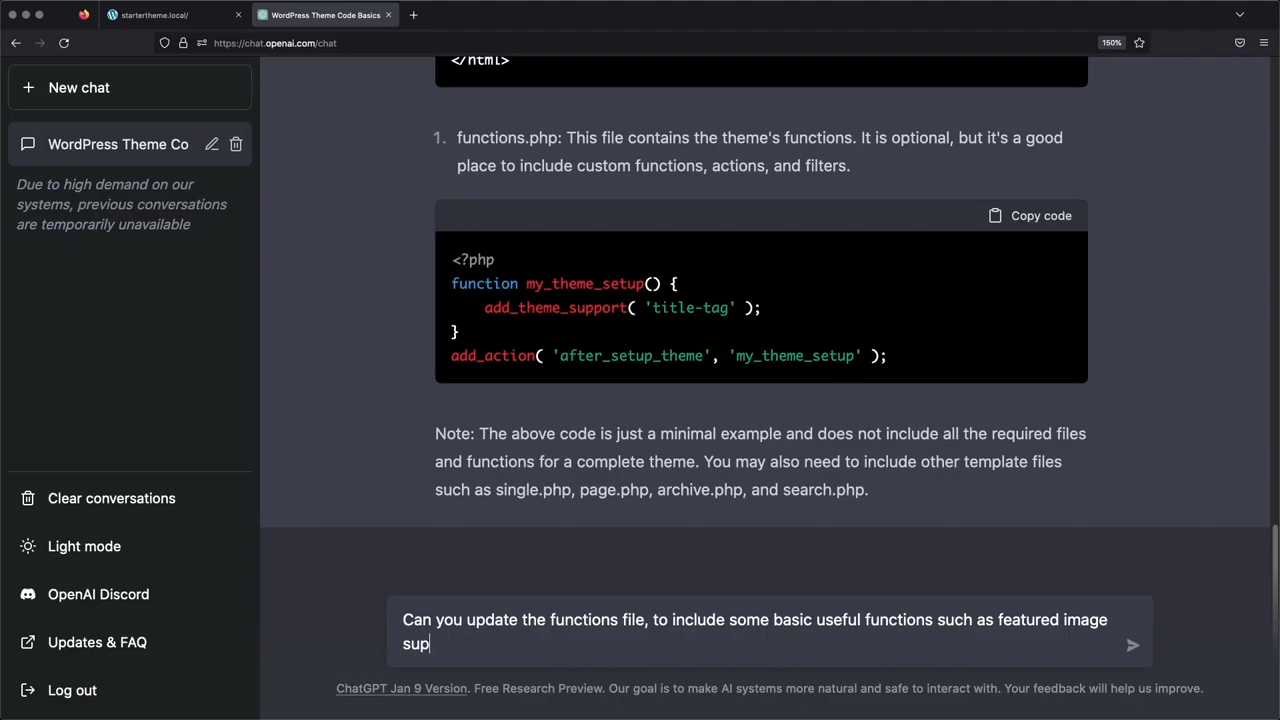 startertheme.local/
WordPress Theme Code Basics
https://chat.openai.com/chat
150%
New chat
WordPress Theme Co
Due to high demand on our
systems, previous conversations
are temporarily unavailable
Clear conversations
Light mode
OpenAI Discord
Updates & FAQ
Log out
</html>
1. functions.php: This file contains the theme's functions. It is optional, but it's a good
place to include custom functions, actions, and filters.
Copy code
<?php
function my_theme_setup() {
    add_theme_support( 'title-tag' );
}
add_action( 'after_setup_theme', 'my_theme_setup' );
Note: The above code is just a minimal example and does not include all the required files
and functions for a complete theme. You may also need to include other template files
such as single.php, page.php, archive.php, and search.php.
Can you update the functions file, to include some basic useful functions such as featured image
sup
ChatGPT Jan 9 Version. Free Research Preview. Our goal is to make AI systems more natural and safe to interact with. Your feedback will help us improve.